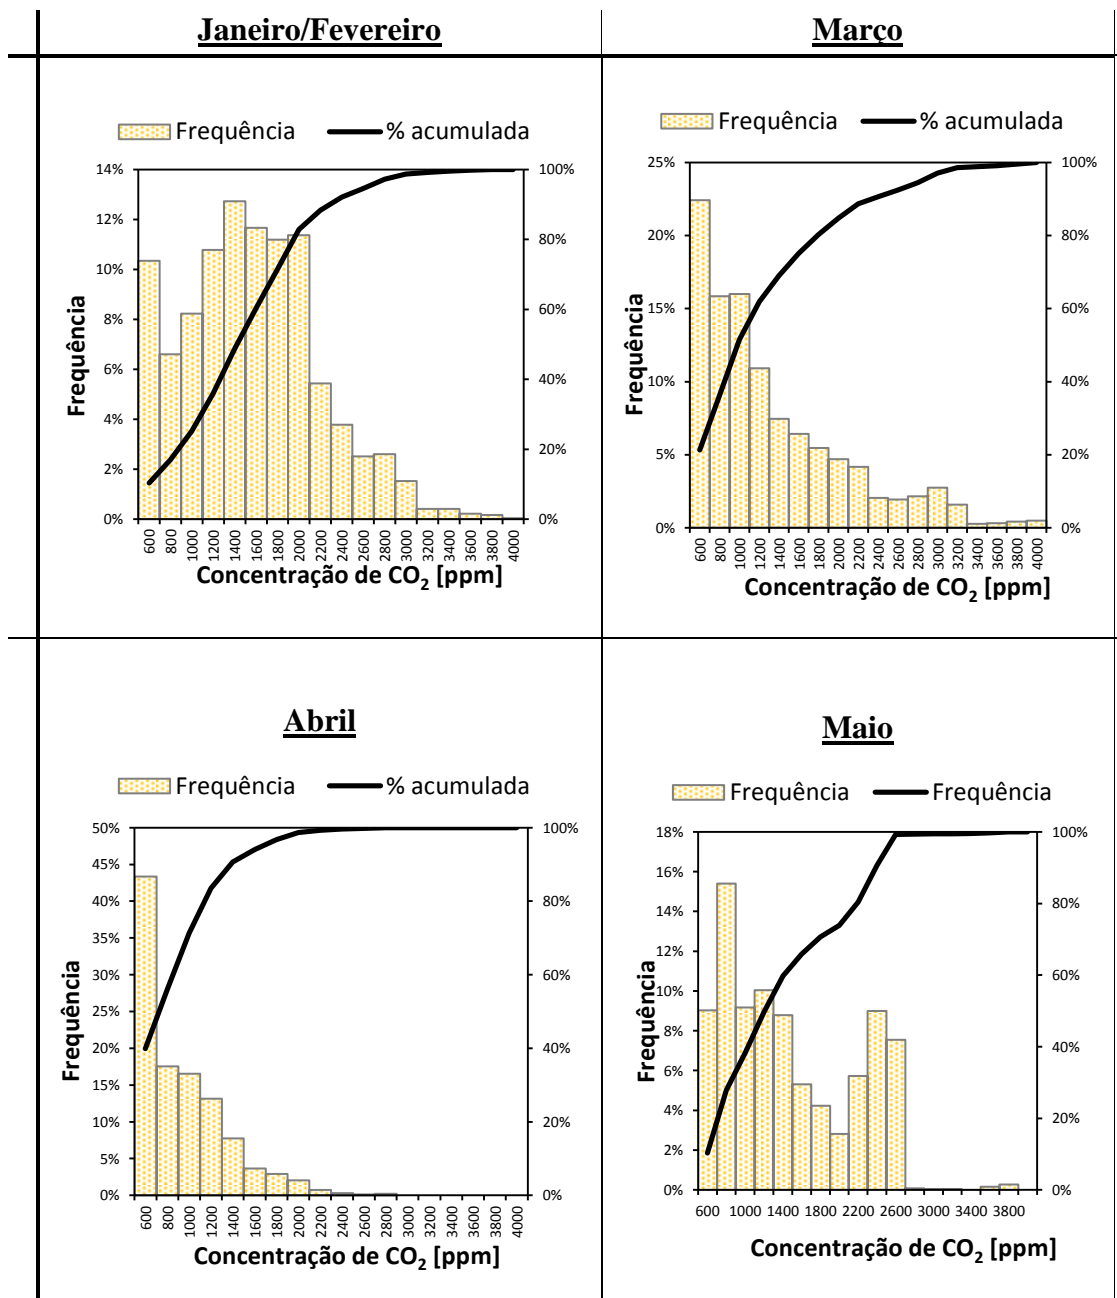 Janeiro/Fevereiro
Frequência % acumulada
14% 12% 10% 8% 6% 4% 2% 0%
100% 80% 60% 40% 20% 0%
Frequência
600 800 1000 1200 1400 1600 1800 2000 2200 2400 2600 2800 3000 3200 3400 3600 3800 4000
Concentração de CO₂ [ppm]
Março
Frequência % acumulada
25% 20% 15% 10% 5% 0%
100% 80% 60% 40% 20% 0%
Frequência
600 800 1000 1200 1400 1600 1800 2000 2200 2400 2600 2800 3000 3200 3400 3600 3800 4000
Concentração de CO₂ [ppm]
Abril
Frequência % acumulada
50% 45% 40% 35% 30% 25% 20% 15% 10% 5% 0%
100% 80% 60% 40% 20% 0%
Frequência
600 800 1000 1200 1400 1600 1800 2000 2200 2400 2600 2800 3000 3200 3400 3600 3800 4000
Concentração de CO₂ [ppm]
Maio
Frequência Frequência
18% 16% 14% 12% 10% 8% 6% 4% 2% 0%
100% 80% 60% 40% 20% 0%
Frequência
600 1000 1400 1800 2200 2600 3000 3400 3800
Concentração de CO₂ [ppm]